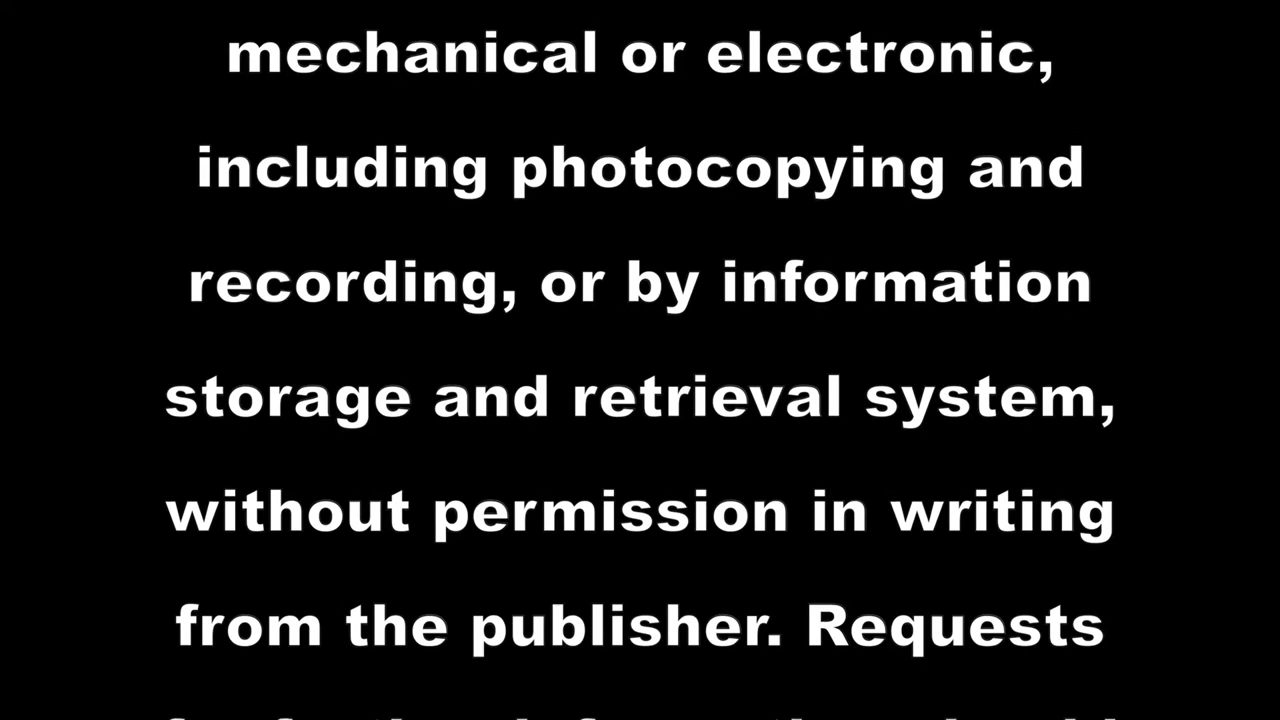 mechanical or electronic,
including photocopying and
recording, or by information
storage and retrieval system,
without permission in writing
from the publisher. Requests